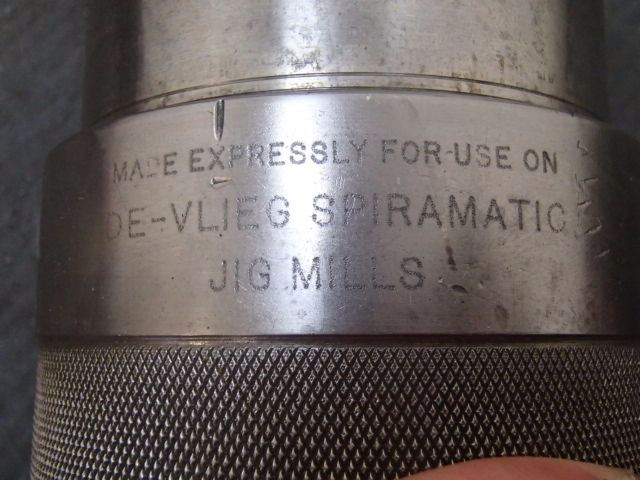 MADE EXPRESSLY FOR USE ON
DE-VLIEG SPIRAMATIC
JIG MILLS